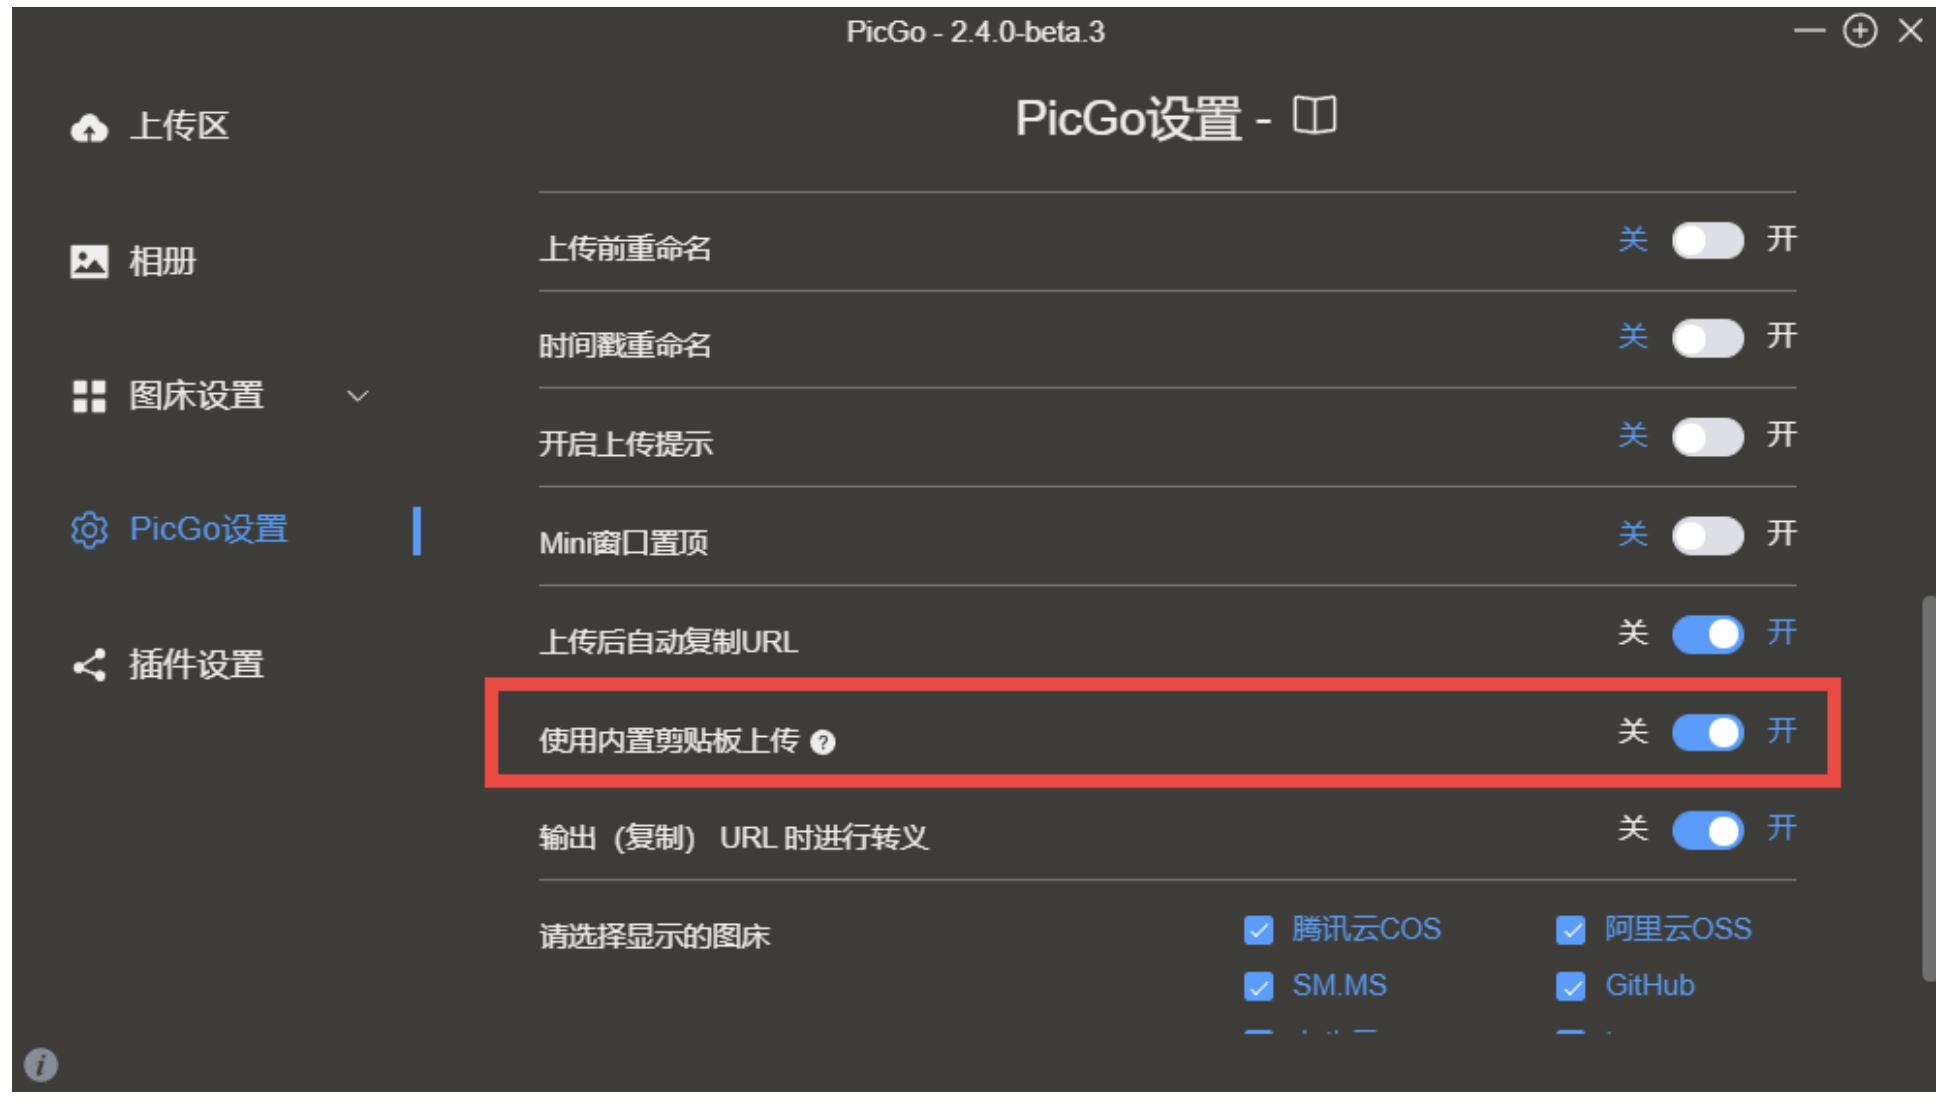 PicGo - 2.4.0-beta.3
上传区
相册
图床设置
PicGo设置
插件设置
PicGo设置 -
上传前重命名 关 开
时间戳重命名 关 开
开启上传提示 关 开
Mini窗口置顶 关 开
上传后自动复制URL 关 开
使用内置剪贴板上传 ? 关 开
输出（复制） URL 时进行转义 关 开
请选择显示的图床 腾讯云COS 阿里云OSS
SM.MS GitHub